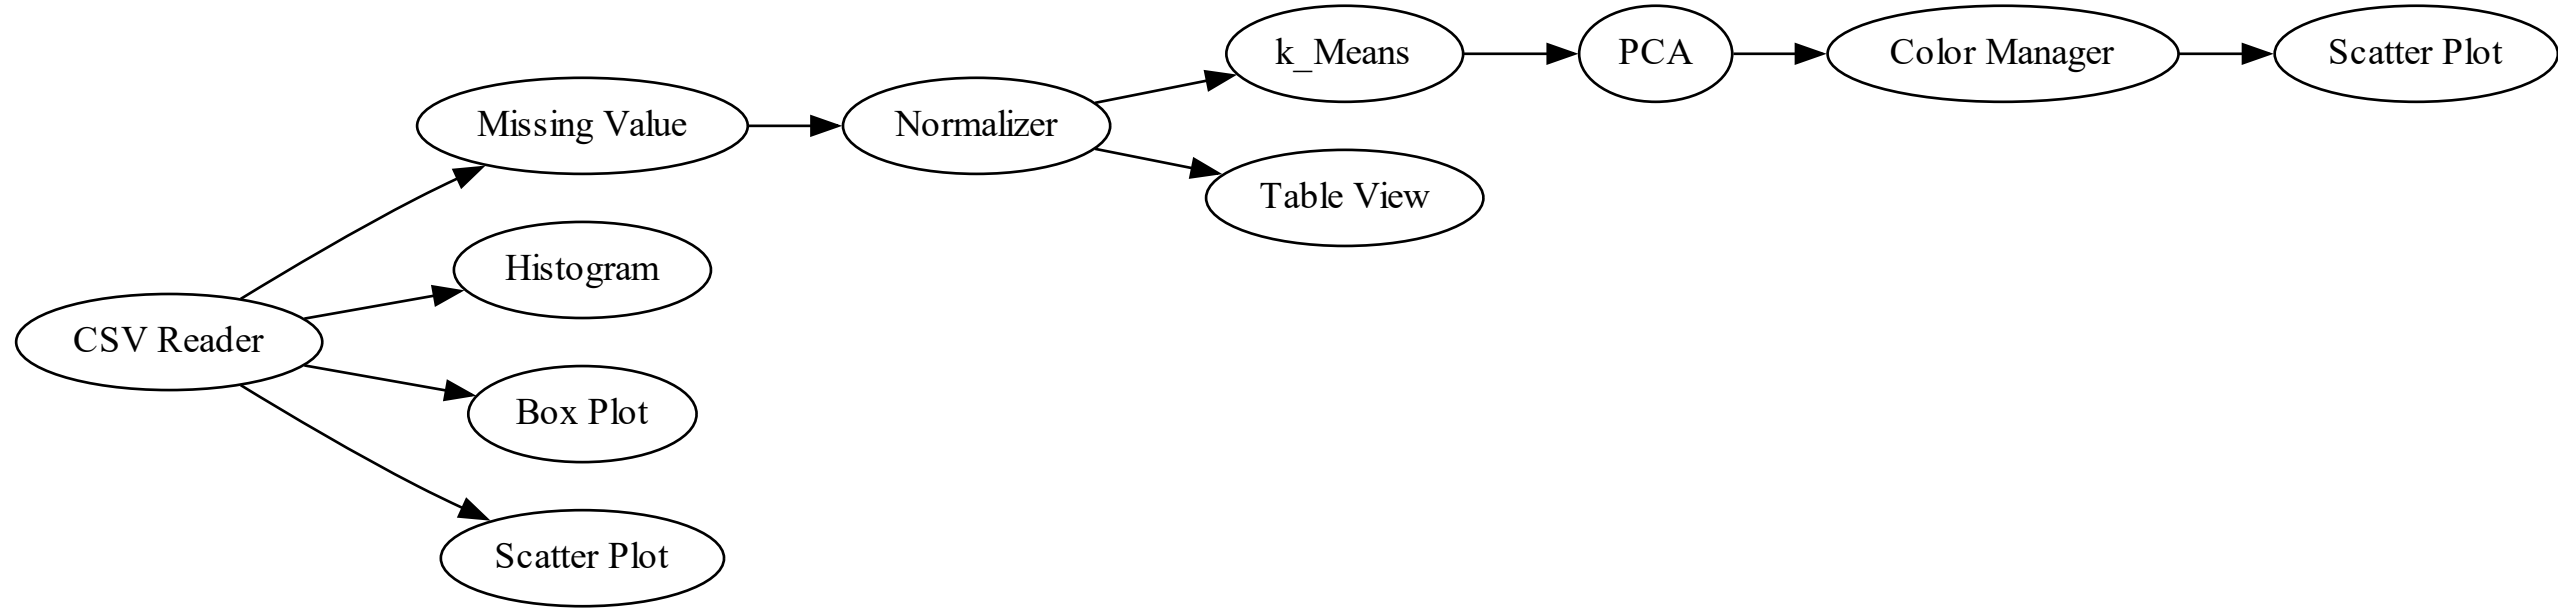 CSV Reader
Missing Value
Histogram
Box Plot
Scatter Plot
Normalizer
k_Means
Table View
PCA
Color Manager
Scatter Plot